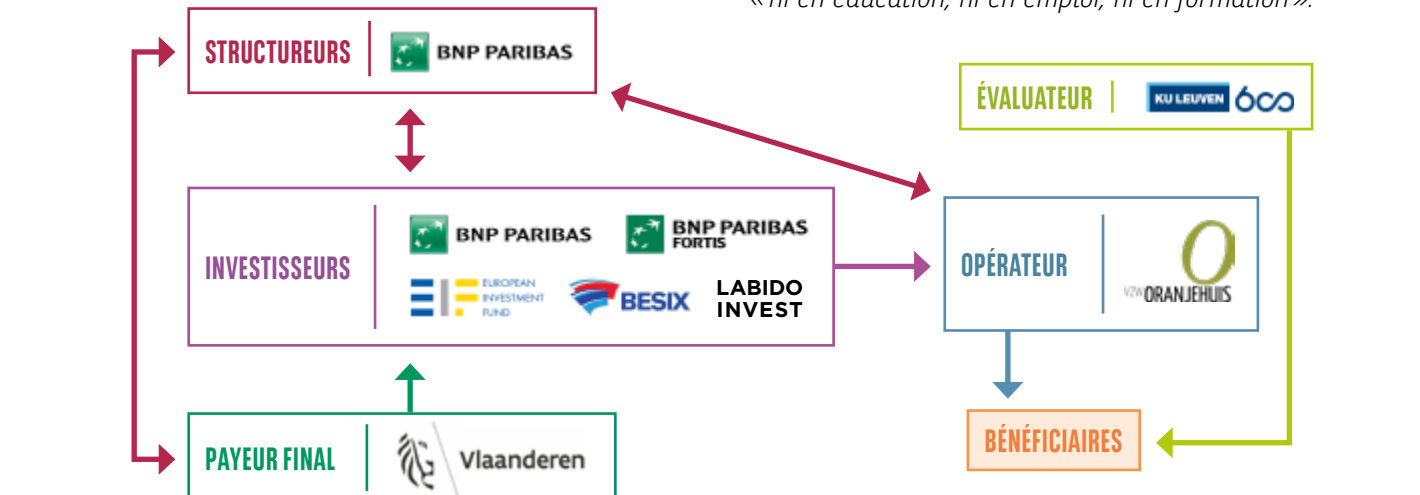 « ni en éducation, ni en emploi, ni en formation ».
STRUCTUREURS
BNP PARIBAS
ÉVALUATEUR
KU LEUVEN 600
INVESTISSEURS
BNP PARIBAS
BNP PARIBAS
FORTIS
EUROPEAN
INVESTMENT
FUND
BESIX
LABIDO
INVEST
OPÉRATEUR
VZW ORANJEHUIS
PAYEUR FINAL
Vlaanderen
BÉNÉFICIAIRES